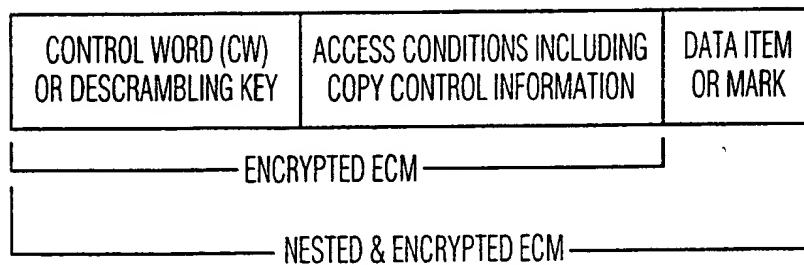 CONTROL WORD (CW)
OR DESCRAMBLING KEY
ACCESS CONDITIONS INCLUDING
COPY CONTROL INFORMATION
DATA ITEM
OR MARK
ENCRYPTED ECM
NESTED & ENCRYPTED ECM